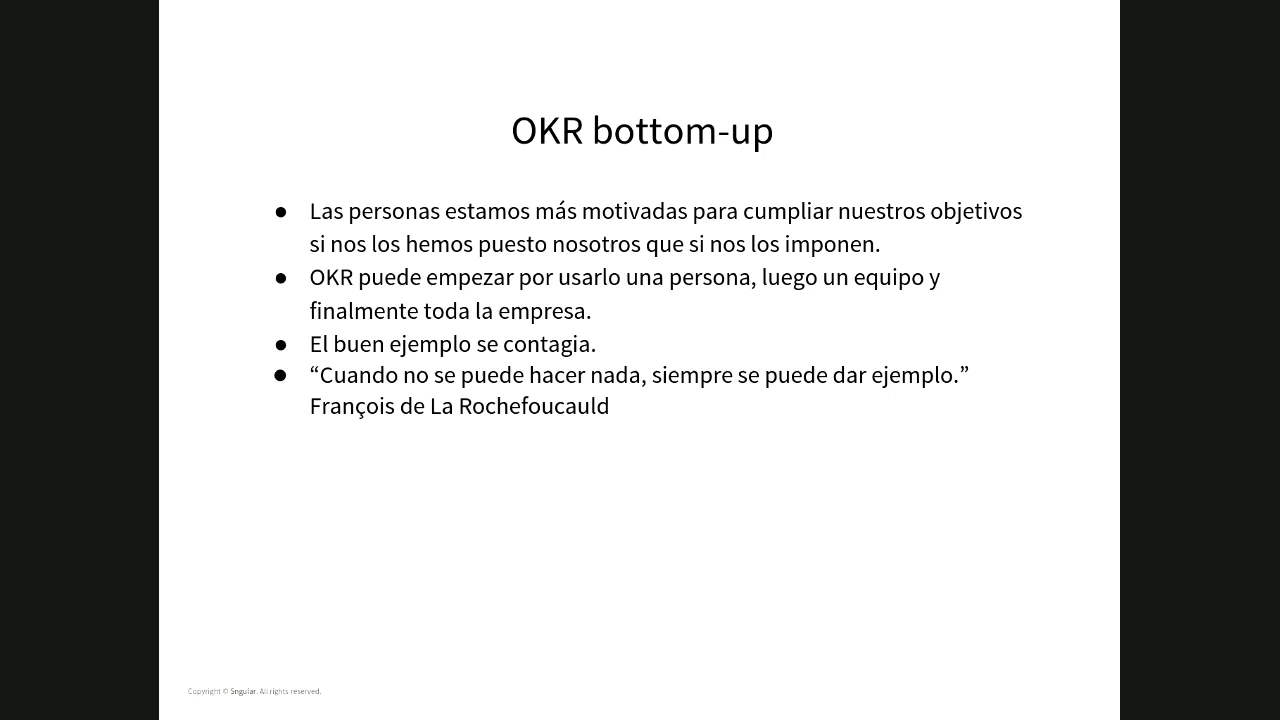 OKR bottom-up
● Las personas estamos más motivadas para cumpliar nuestros objetivos
si nos los hemos puesto nosotros que si nos los imponen.
● OKR puede empezar por usarlo una persona, luego un equipo y
finalmente toda la empresa.
● El buen ejemplo se contagia.
● “Cuando no se puede hacer nada, siempre se puede dar ejemplo.”
François de La Rochefoucauld
Copyright © Sngular. All rights reserved.